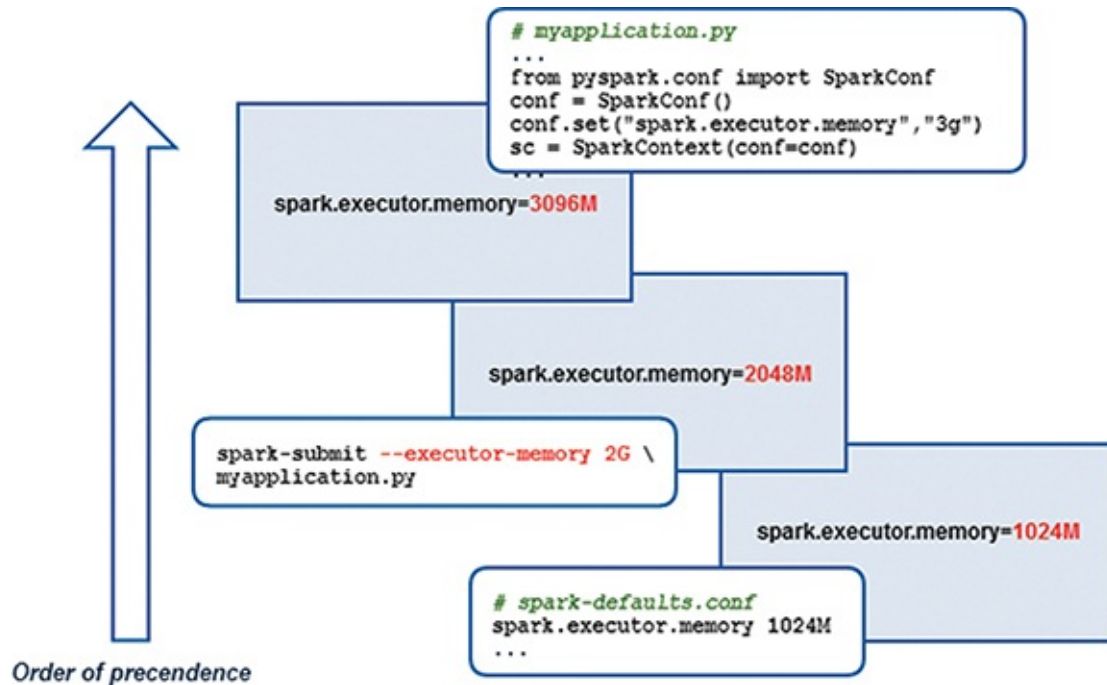 # myapplication.py
...
from pyspark.conf import SparkConf
conf = SparkConf()
conf.set("spark.executor.memory","3g")
sc = SparkContext(conf=conf)
...
spark.executor.memory=3096M
spark.executor.memory=2048M
spark-submit --executor-memory 2G \
myapplication.py
spark.executor.memory=1024M
# spark-defaults.conf
spark.executor.memory 1024M
...
Order of precendence